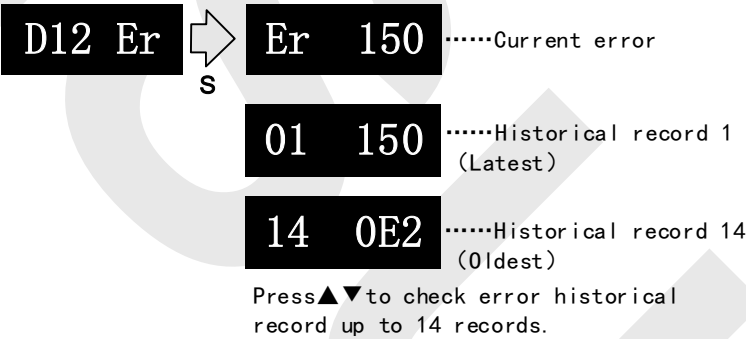 D12 Er
S
Er 150 ······Current error
01 150 ······Historical record 1
(Latest)
14 0E2 ······Historical record 14
(Oldest)
Press▲▼to check error historical
record up to 14 records.